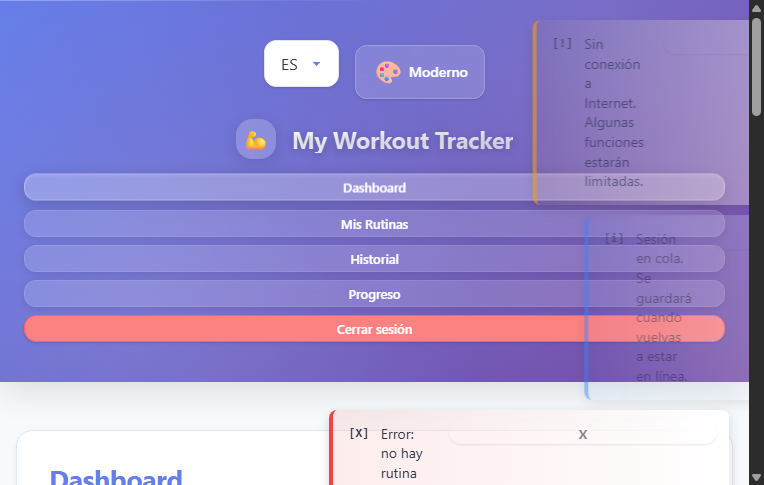 ES
Moderno
My Workout Tracker
Dashboard
Mis Rutinas
Historial
Progreso
Cerrar sesión
[!] Sin
conexión
a
Internet.
Algunas
funciones
estarán
limitadas.
[i] Sesión
en cola.
Se
guardará
cuando
vuelvas
a estar
en línea.
[X] Error:
no hay
rutina
X
Dashboard